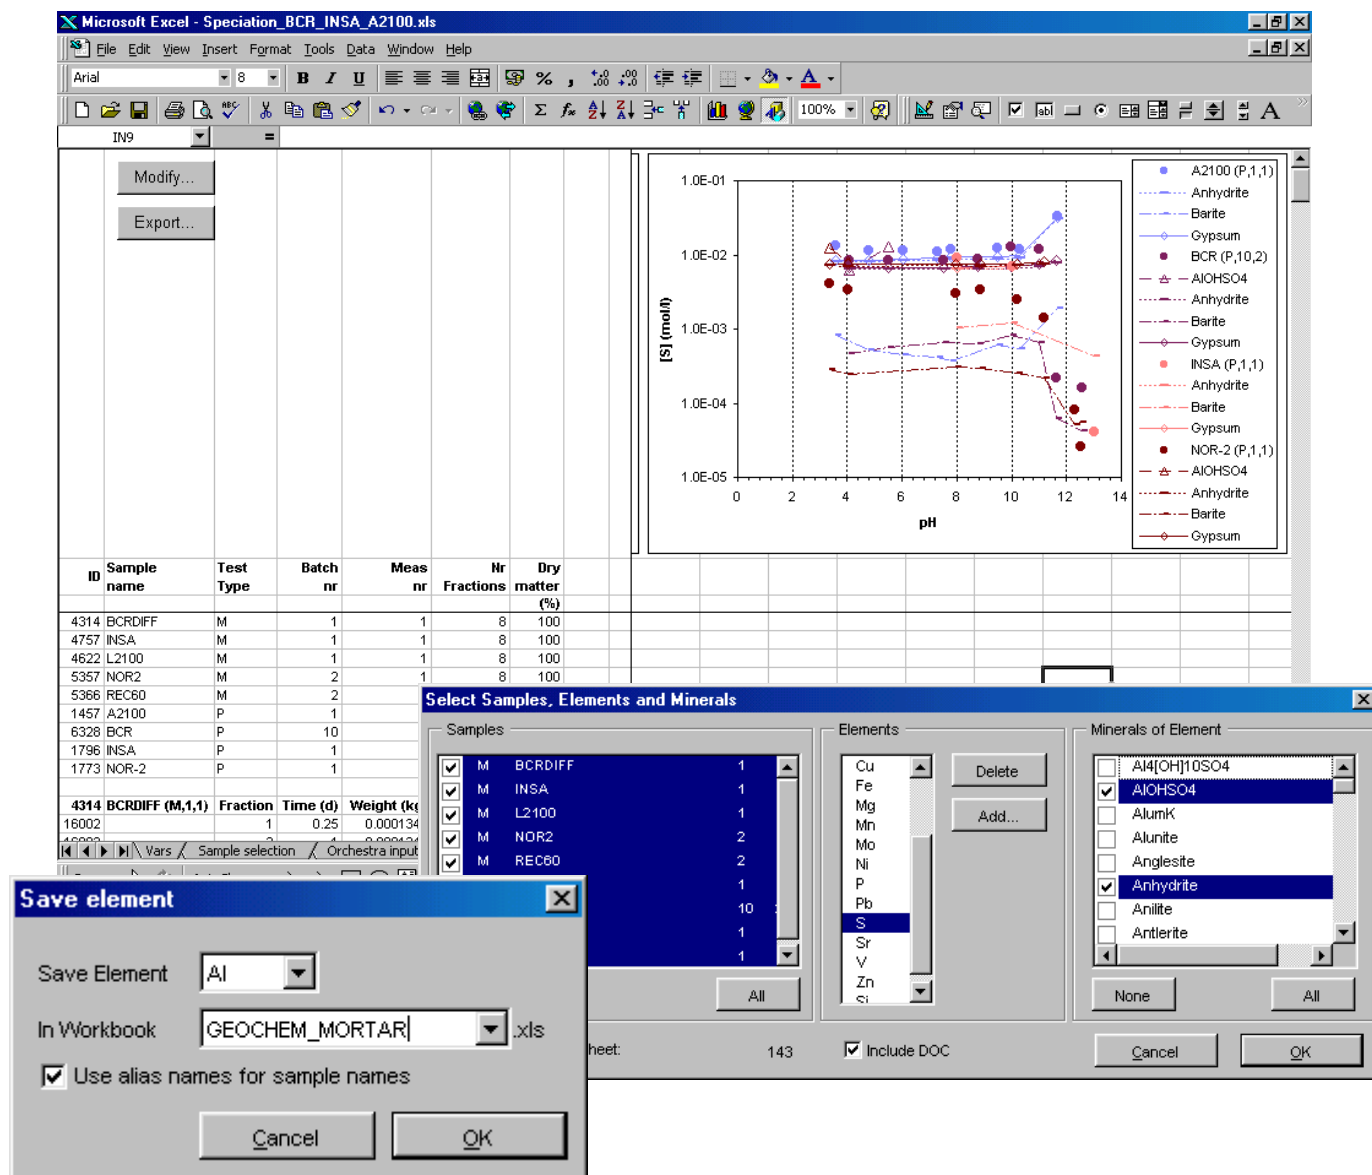 Microsoft Excel - Speciation_BCR_INSA_A2100.xls
File Edit View Insert Format Tools Data Window Help
Arial 8 B I U % ,
100%
IN9 =
Modify...
Export...
1.0E-01
1.0E-02
1.0E-03
1.0E-04
1.0E-05
[S] (mol/l)
0 2 4 6 8 10 12 14
pH
A2100 (P,1,1)
Anhydrite
Barite
Gypsum
BCR (P,10,2)
AlOHSO4
Anhydrite
Barite
Gypsum
INSA (P,1,1)
Anhydrite
Barite
Gypsum
NOR-2 (P,1,1)
AlOHSO4
Anhydrite
Barite
Gypsum
ID Sample name Test Type Batch nr Meas nr Nr Fractions Dry matter (%)
4314 BCRDIFF M 1 1 8 100
4757 INSA M 1 1 8 100
4622 L2100 M 1 1 8 100
5357 NOR2 M 2 1 8 100
5366 REC60 M 2
1457 A2100 P 1
6328 BCR P 10
1796 INSA P 1
1773 NOR-2 P 1
4314 BCRDIFF (M,1,1) Fraction Time (d) Weight (kg
16002 1 0.25 0.000134
Vars Sample selection Orchestra input
Select Samples, Elements and Minerals
Samples
M BCRDIFF 1
M INSA 1
M L2100 1
M NOR2 2
M REC60 2
1
10
1
1
All
heet: 143
Elements
Cu
Fe
Mg
Mn
Mo
Ni
P
Pb
S
Sr
V
Zn
Si
Delete
Add...
Include DOC
Minerals of Element
Al4[OH]10SO4
AlOHSO4
AlumK
Alunite
Anglesite
Anhydrite
Anilite
Antlerite
None All
Cancel OK
Save element
Save Element Al
In Workbook GEOCHEM_MORTAR .xls
Use alias names for sample names
Cancel OK